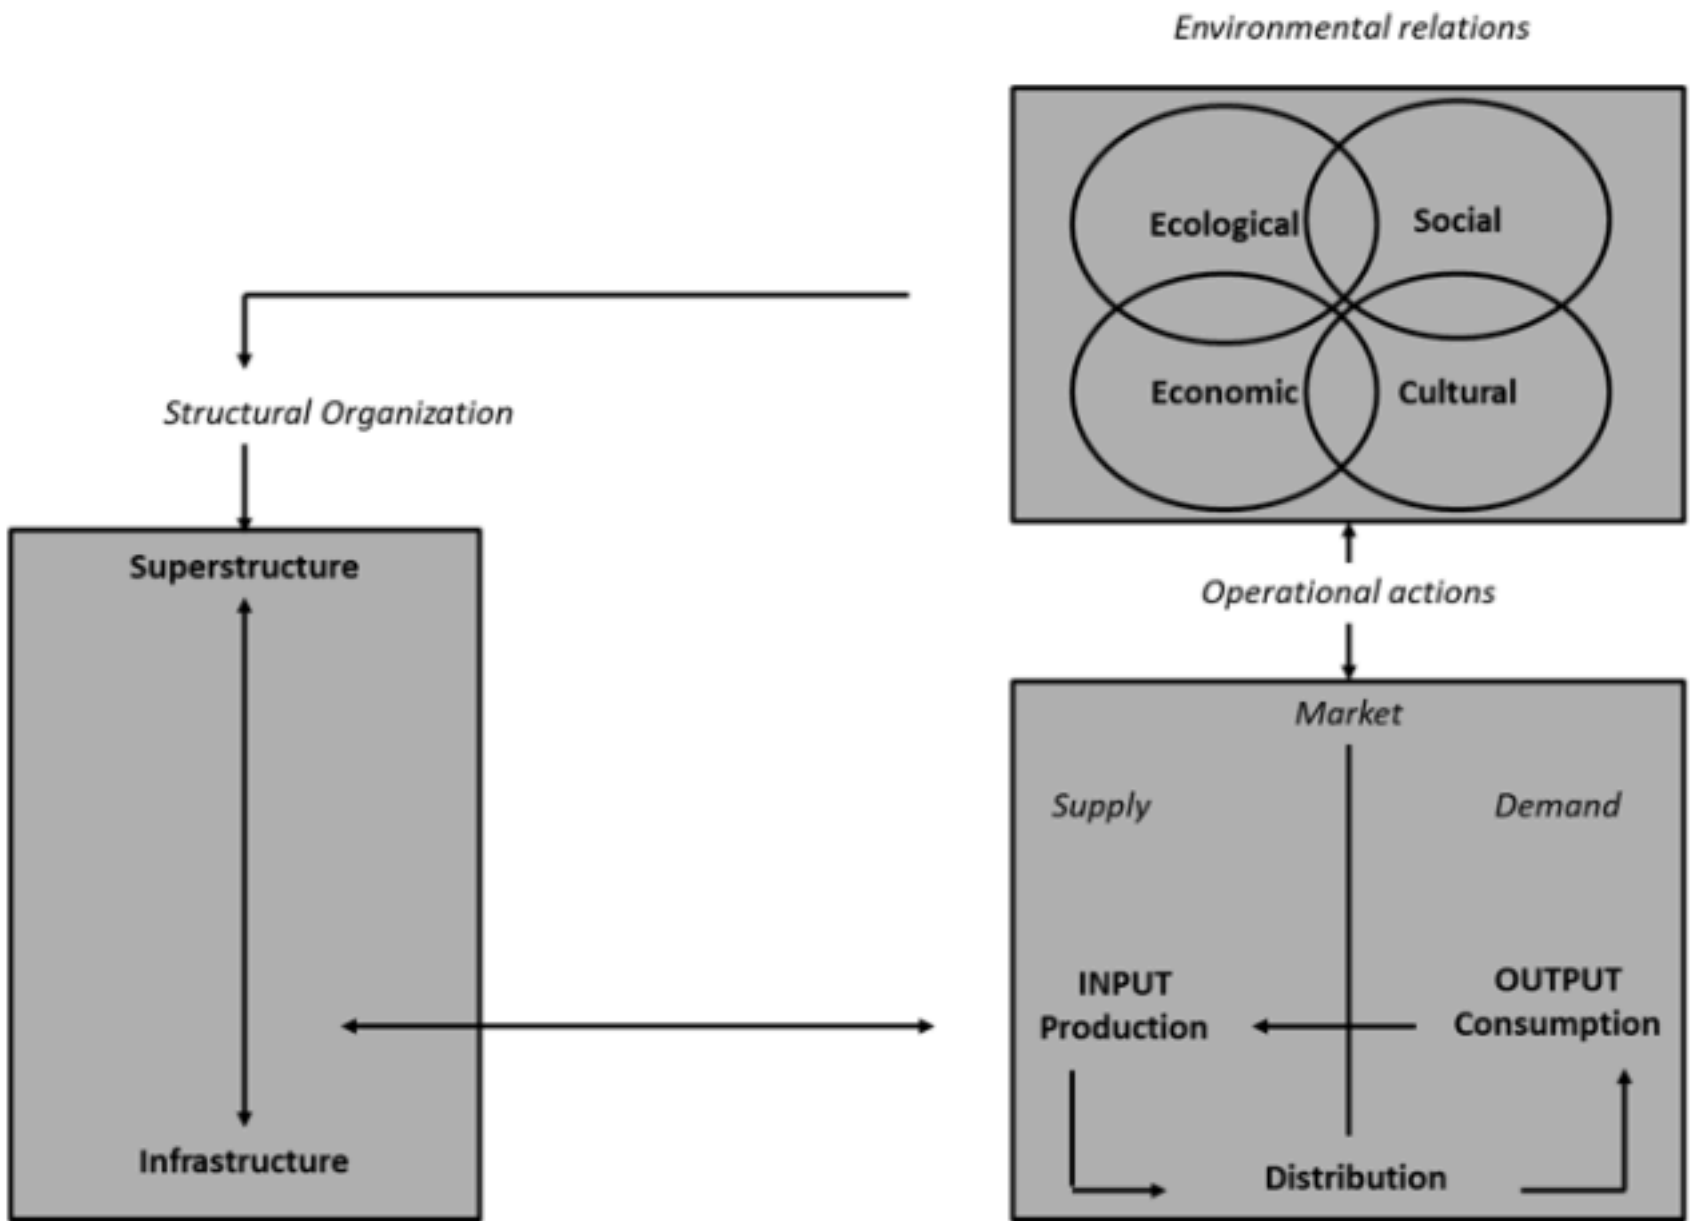 Environmental relations
Ecological
Social
Economic
Cultural
Structural Organization
Superstructure
Infrastructure
Operational actions
Market
Supply
Demand
INPUT
Production
OUTPUT
Consumption
Distribution